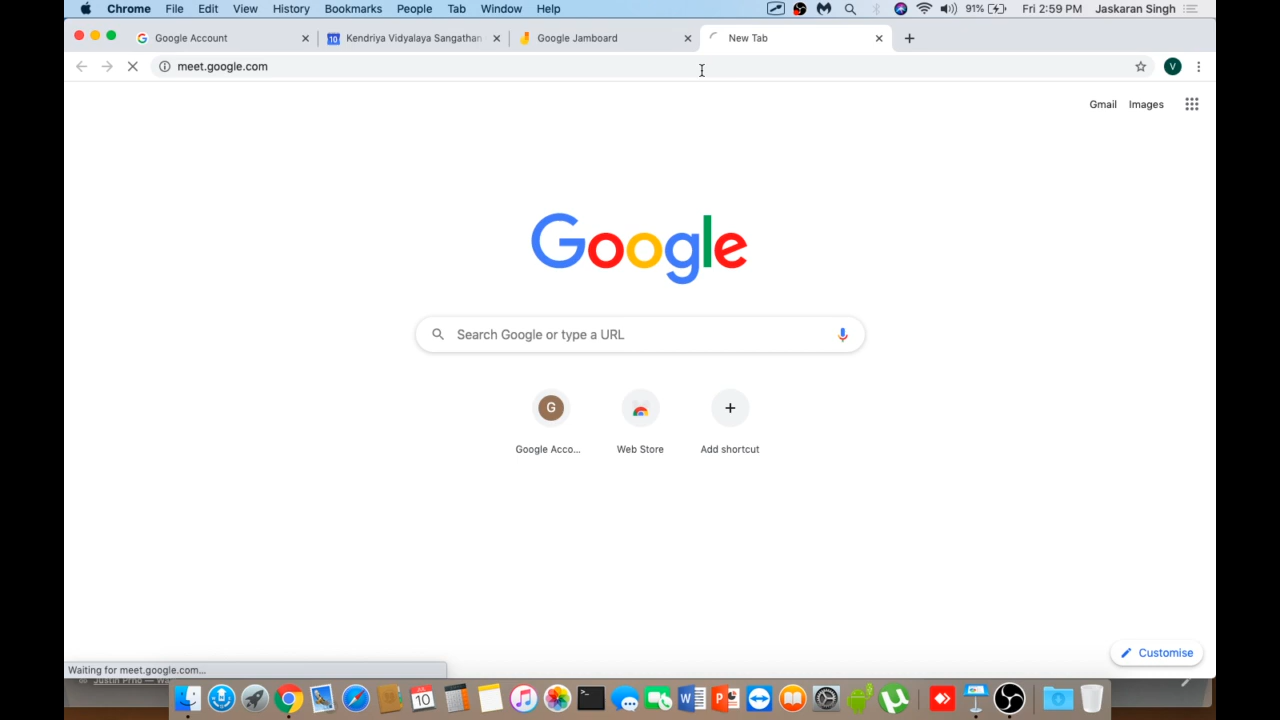 Chrome File Edit View History Bookmarks People Tab Window Help 91% Fri 2:59 PM Jaskaran Singh
Google Account Kendriya Vidyalaya Sangathan Google Jamboard New Tab
meet.google.com V
Gmail Images
Google
Search Google or type a URL
G
Google Acco... Web Store Add shortcut
Customise
Waiting for meet.google.com...